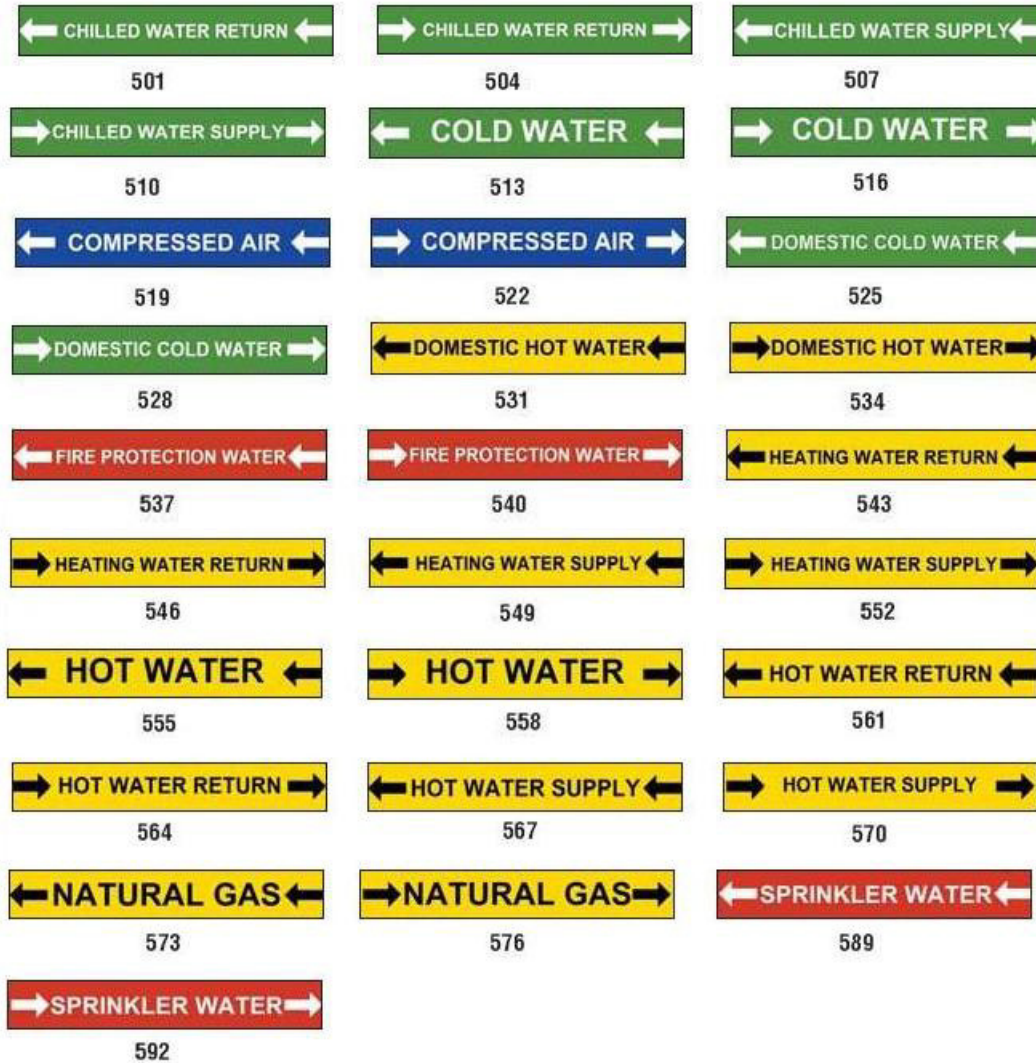 CHILLED WATER RETURN
CHILLED WATER RETURN
CHILLED WATER SUPPLY
501
504
507
CHILLED WATER SUPPLY
COLD WATER
COLD WATER
510
513
516
COMPRESSED AIR
COMPRESSED AIR
DOMESTIC COLD WATER
519
522
525
DOMESTIC COLD WATER
DOMESTIC HOT WATER
DOMESTIC HOT WATER
528
531
534
FIRE PROTECTION WATER
FIRE PROTECTION WATER
HEATING WATER RETURN
537
540
543
HEATING WATER RETURN
HEATING WATER SUPPLY
HEATING WATER SUPPLY
546
549
552
HOT WATER
HOT WATER
HOT WATER RETURN
555
558
561
HOT WATER RETURN
HOT WATER SUPPLY
HOT WATER SUPPLY
564
567
570
NATURAL GAS
NATURAL GAS
SPRINKLER WATER
573
576
589
SPRINKLER WATER
592